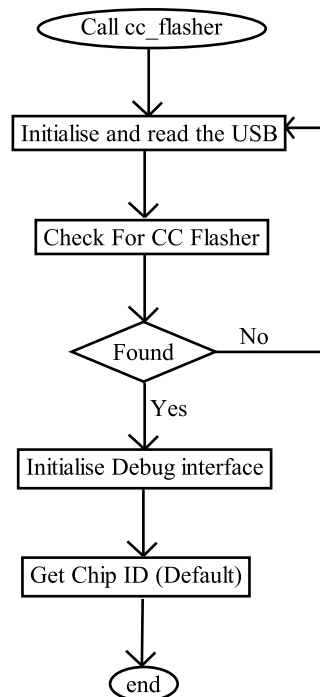 Call cc_flasher
Initialise and read the USB
Check For CC Flasher
Found
No
Yes
Initialise Debug interface
Get Chip ID (Default)
end